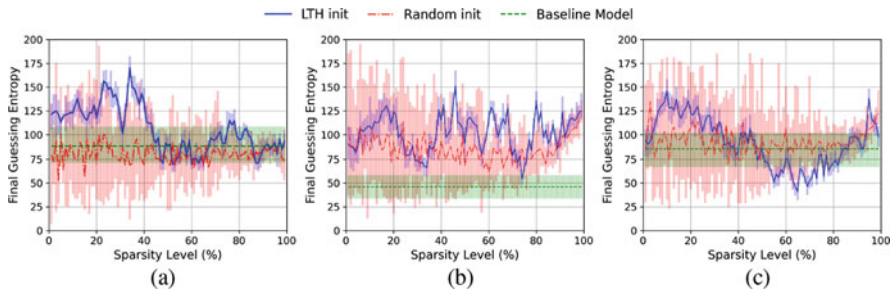 LTH init Random init Baseline Model
200 200 200
175 175 175
150 150 150
125 125 125
100 100 100
75 75 75
50 50 50
25 25 25
0 0 0
Final Guessing Entropy Final Guessing Entropy Final Guessing Entropy
0 20 40 60 80 100 0 20 40 60 80 100 0 20 40 60 80 100
Sparsity Level (%) Sparsity Level (%) Sparsity Level (%)
(a) (b) (c)